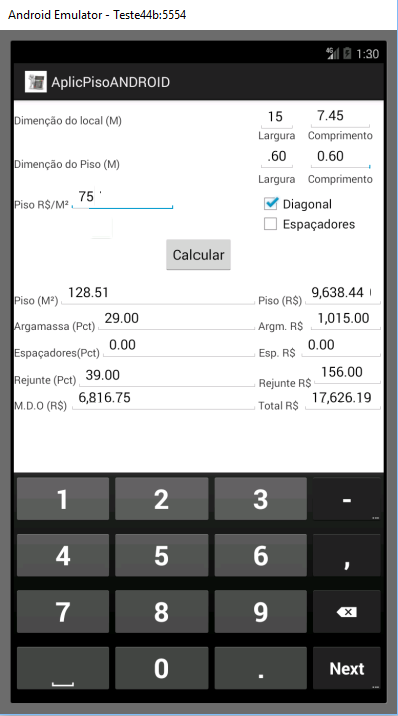 Android Emulator - Teste44b:5554
4G 1:30
AplicPisoANDROID
Dimenção do local (M) 15 7.45
Largura Comprimento
Dimenção do Piso (M) .60 0.60
Largura Comprimento
Piso R$/M² 75 Diagonal
Espaçadores
Calcular
Piso (M²) 128.51 Piso (R$) 9,638.44
Argamassa (Pct) 29.00 Argm. R$ 1,015.00
Espaçadores(Pct) 0.00 Esp. R$ 0.00
Rejunte (Pct) 39.00 Rejunte R$ 156.00
M.D.O (R$) 6,816.75 Total R$ 17,626.19
1 2 3 -
4 5 6 ,
7 8 9
0 . Next